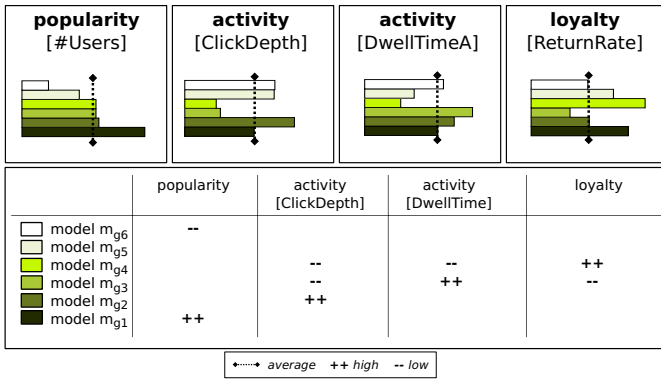 popularity
[#Users]
activity
[ClickDepth]
activity
[DwellTimeA]
loyalty
[ReturnRate]
popularity activity activity loyalty
[ClickDepth] [DwellTime]
model mg6 --
model mg5
model mg4 -- -- ++
model mg3 -- ++ --
model mg2 ++
model mg1 ++
average ++ high -- low